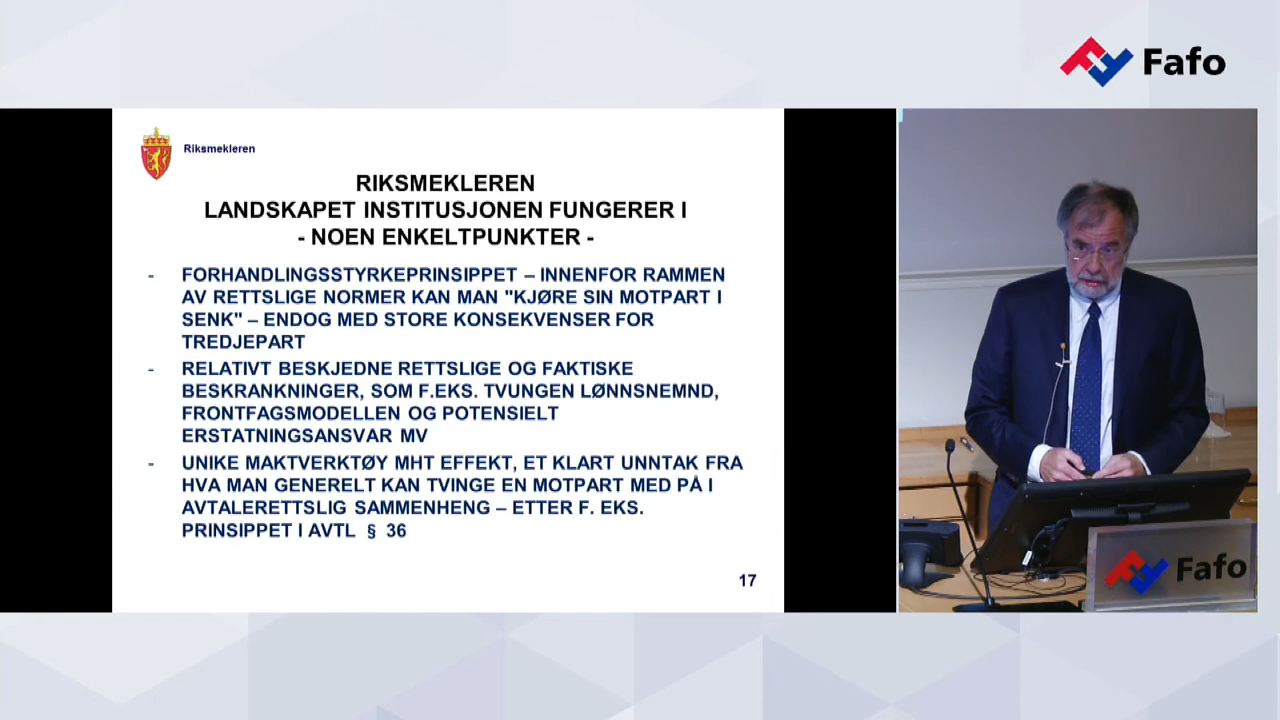 Fafo
Riksmekleren
RIKSMEKLEREN
LANDSKAPET INSTITUSJONEN FUNGERER I
- NOEN ENKELTPUNKTER -
- FORHANDLINGSSTYRKEPRINSIPPET – INNENFOR RAMMEN
AV RETTSLIGE NORMER KAN MAN "KJØRE SIN MOTPART I
SENK" – ENDOG MED STORE KONSEKVENSER FOR
TREDJEPART
- RELATIVT BESKJEDNE RETTSLIGE OG FAKTISKE
BESKRANKNINGER, SOM F.EKS. TVUNGEN LØNNSNEMND,
FRONTFAGSMODELLEN OG POTENSIELT
ERSTATNINGSANSVAR MV
- UNIKE MAKTVERKTØY MHT EFFEKT, ET KLART UNNTAK FRA
HVA MAN GENERELT KAN TVINGE EN MOTPART MED PÅ I
AVTALERETTSLIG SAMMENHENG – ETTER F. EKS.
PRINSIPPET I AVTL § 36
17
Fafo